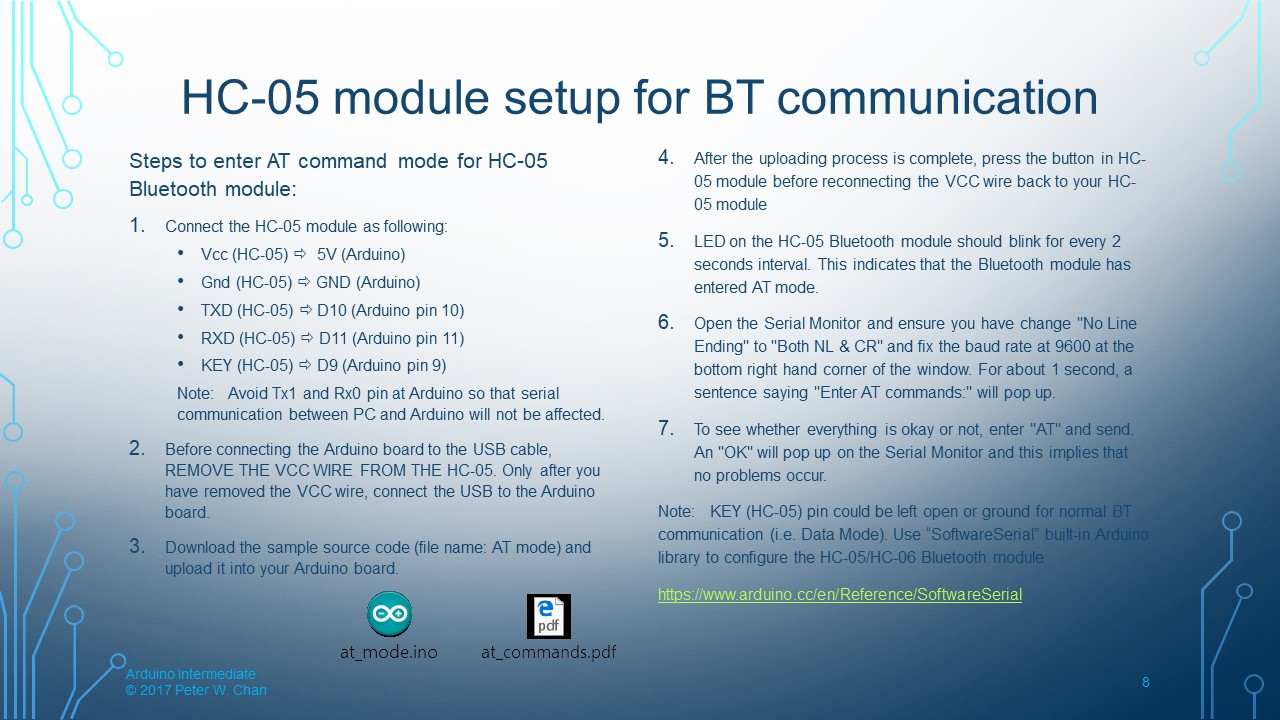 HC-05 module setup for BT communication
Steps to enter AT command mode for HC-05
Bluetooth module:
1. Connect the HC-05 module as following:
• Vcc (HC-05) ⇨ 5V (Arduino)
• Gnd (HC-05) ⇨ GND (Arduino)
• TXD (HC-05) ⇨ D10 (Arduino pin 10)
• RXD (HC-05) ⇨ D11 (Arduino pin 11)
• KEY (HC-05) ⇨ D9 (Arduino pin 9)
Note: Avoid Tx1 and Rx0 pin at Arduino so that serial
communication between PC and Arduino will not be affected.
2. Before connecting the Arduino board to the USB cable,
REMOVE THE VCC WIRE FROM THE HC-05. Only after you
have removed the VCC wire, connect the USB to the Arduino
board.
3. Download the sample source code (file name: AT mode) and
upload it into your Arduino board.
at_mode.ino
pdf
at_commands.pdf
4. After the uploading process is complete, press the button in HC-
05 module before reconnecting the VCC wire back to your HC-
05 module
5. LED on the HC-05 Bluetooth module should blink for every 2
seconds interval. This indicates that the Bluetooth module has
entered AT mode.
6. Open the Serial Monitor and ensure you have change "No Line
Ending" to "Both NL & CR" and fix the baud rate at 9600 at the
bottom right hand corner of the window. For about 1 second, a
sentence saying "Enter AT commands:" will pop up.
7. To see whether everything is okay or not, enter "AT" and send.
An "OK" will pop up on the Serial Monitor and this implies that
no problems occur.
Note: KEY (HC-05) pin could be left open or ground for normal BT
communication (i.e. Data Mode). Use “SoftwareSerial” built-in Arduino
library to configure the HC-05/HC-06 Bluetooth module
https://www.arduino.cc/en/Reference/SoftwareSerial
Arduino Intermediate
© 2017 Peter W. Chan
8